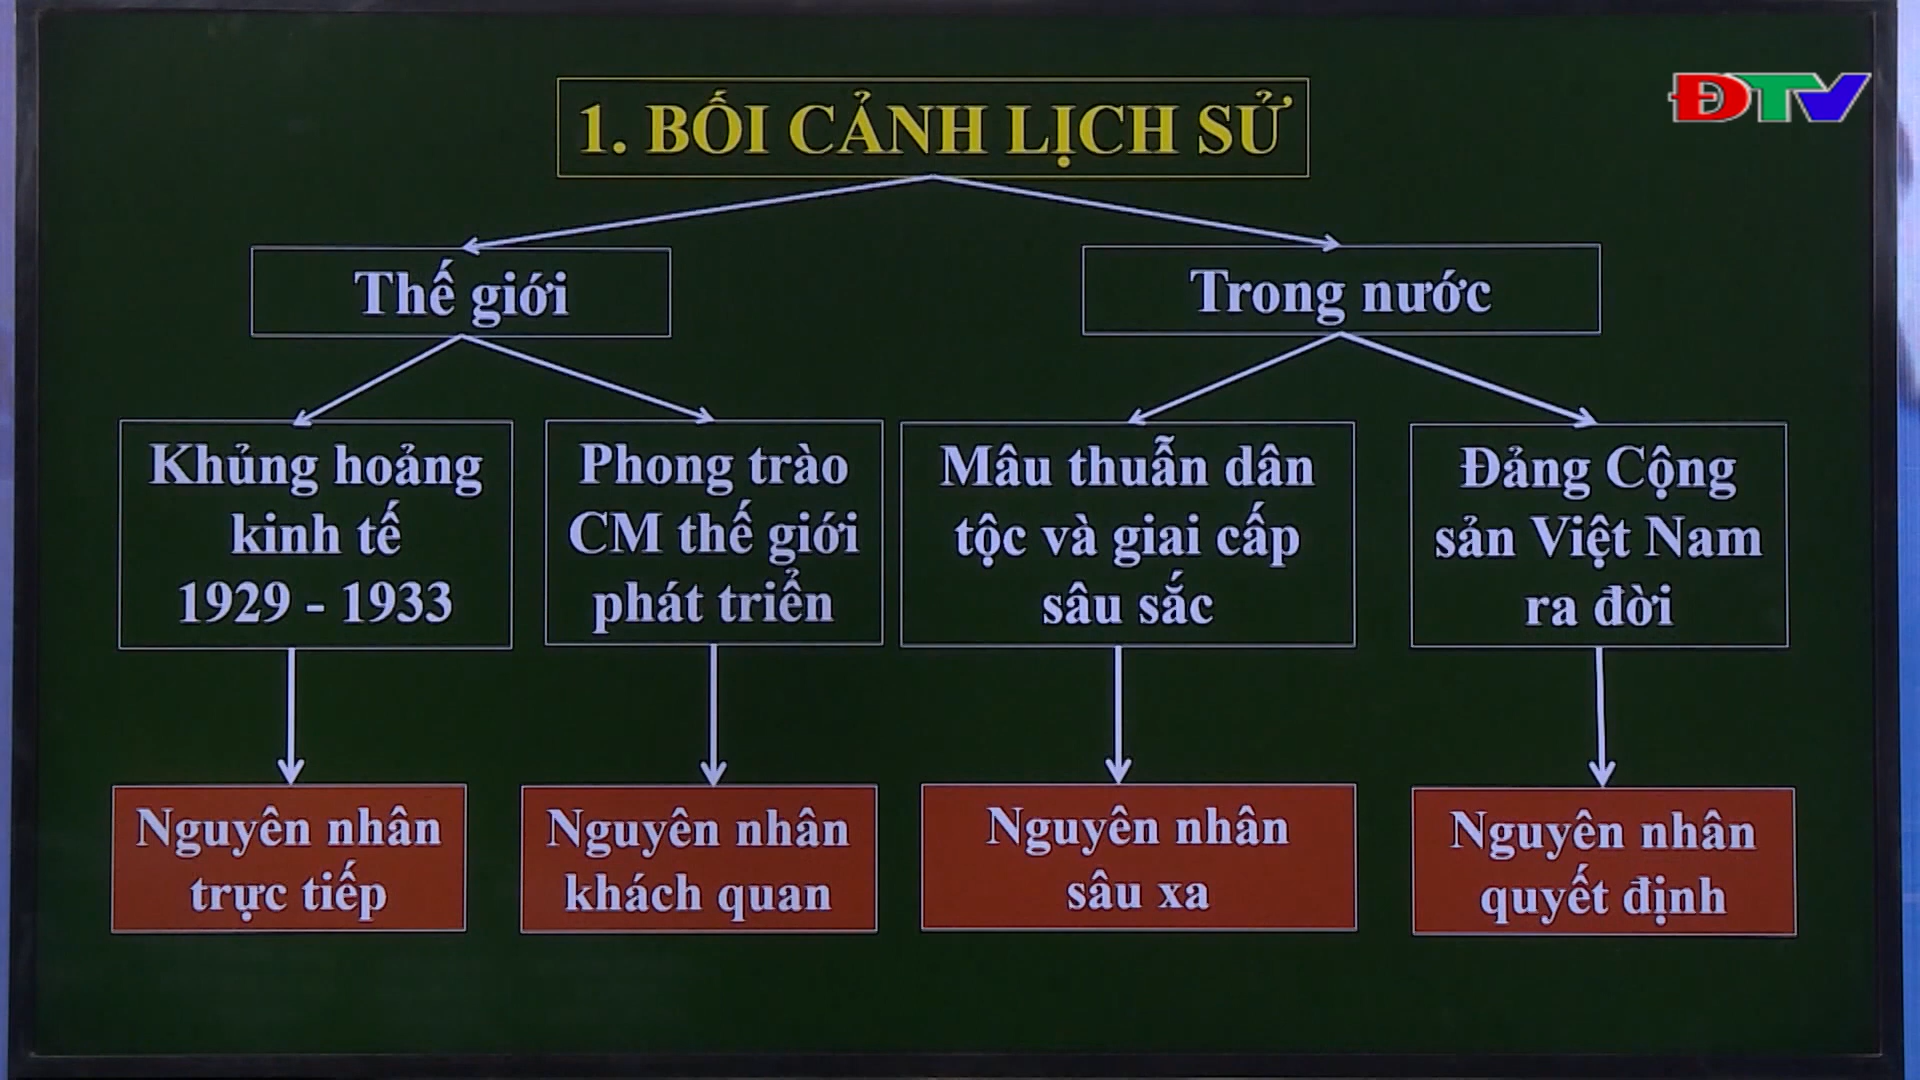 1. BỐI CẢNH LỊCH SỬ
ĐTV
Thế giới
Trong nước
Khủng hoảng
kinh tế
1929 - 1933
Phong trào
CM thế giới
phát triển
Mâu thuẫn dân
tộc và giai cấp
sâu sắc
Đảng Cộng
sản Việt Nam
ra đời
Nguyên nhân
trực tiếp
Nguyên nhân
khách quan
Nguyên nhân
sâu xa
Nguyên nhân
quyết định